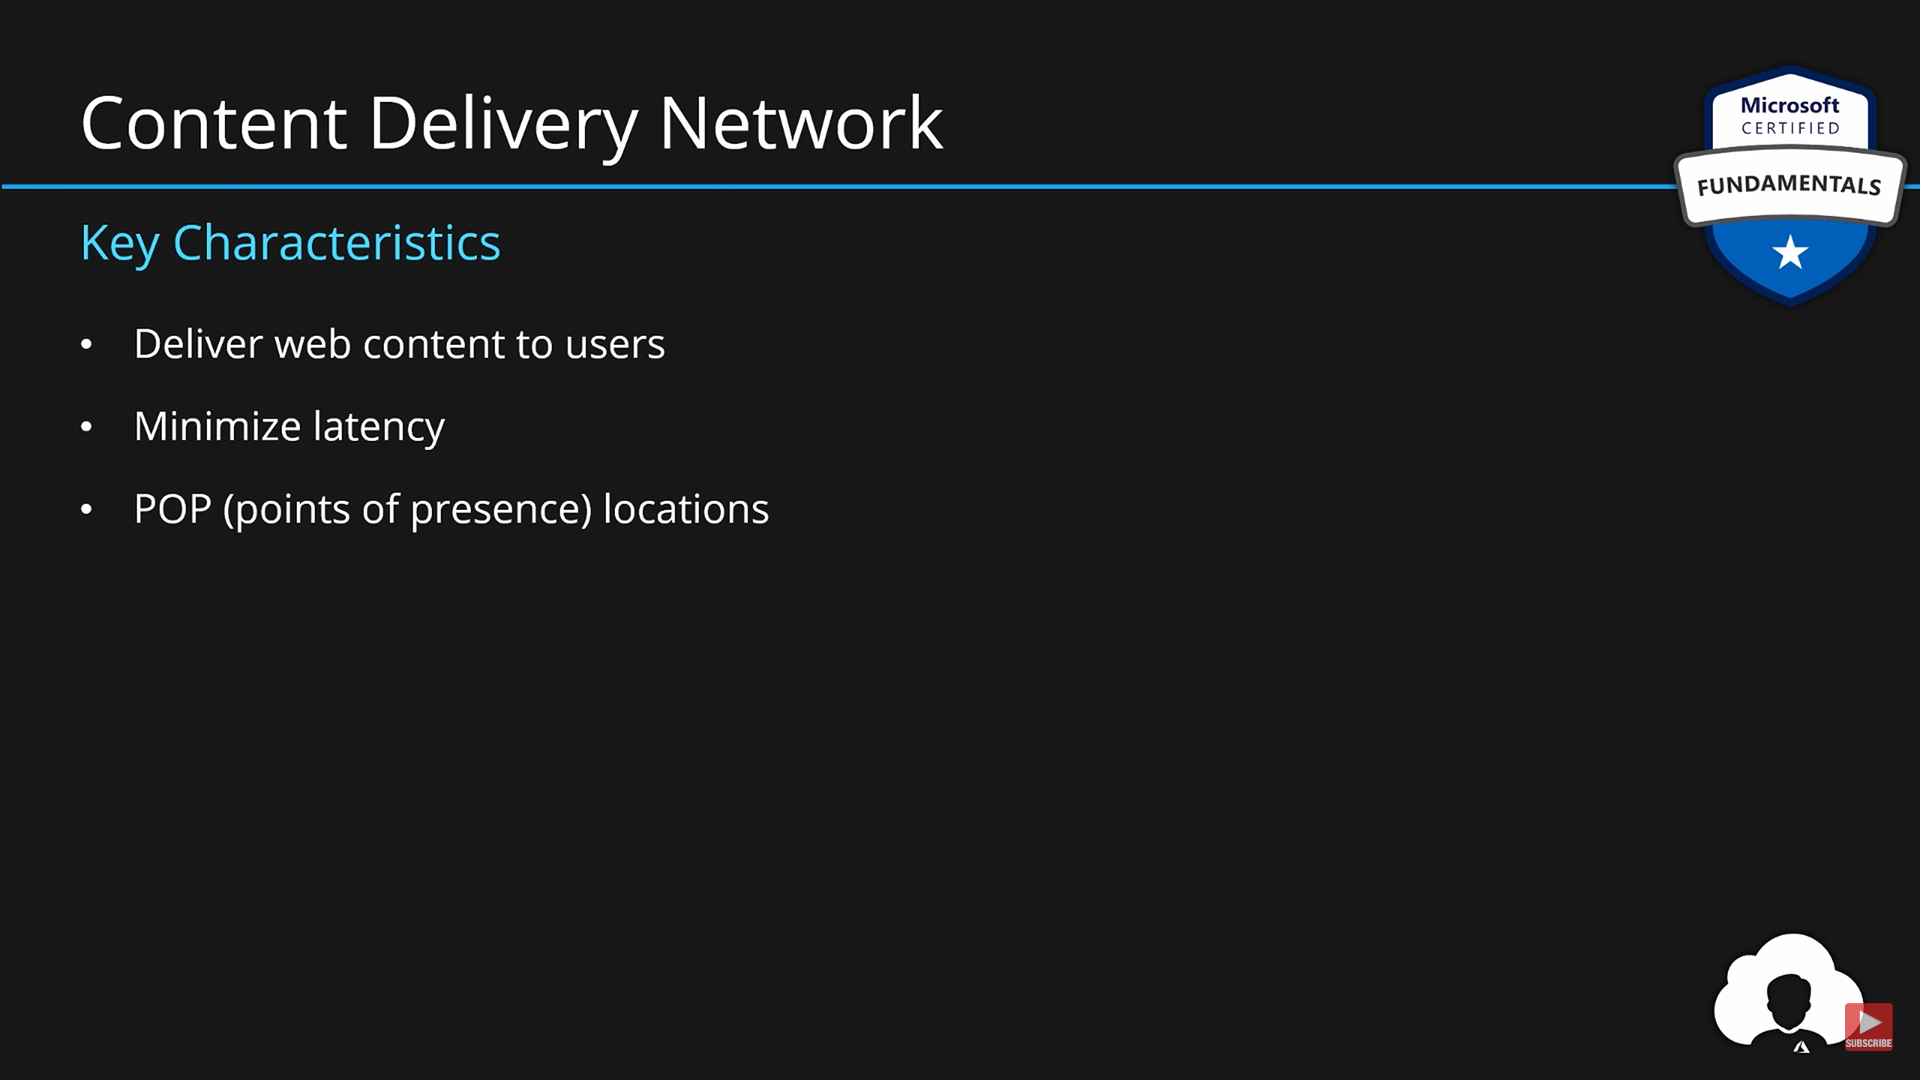 Content Delivery Network
Microsoft
CERTIFIED
FUNDAMENTALS
Key Characteristics
• Deliver web content to users
• Minimize latency
• POP (points of presence) locations
SUBSCRIBE